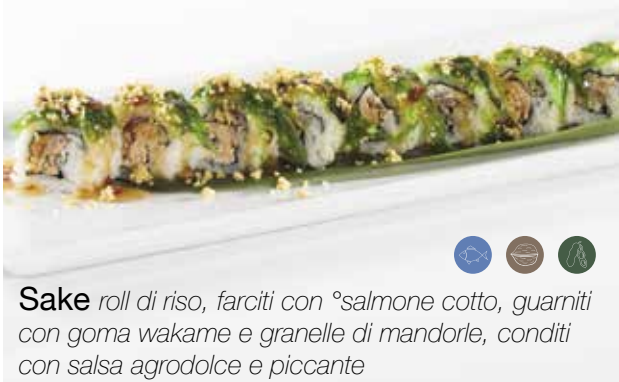 Sake roll di riso, farciti con °salmone cotto, guarniti
con goma wakame e granelle di mandorle, conditi
con salsa agrodolce e piccante